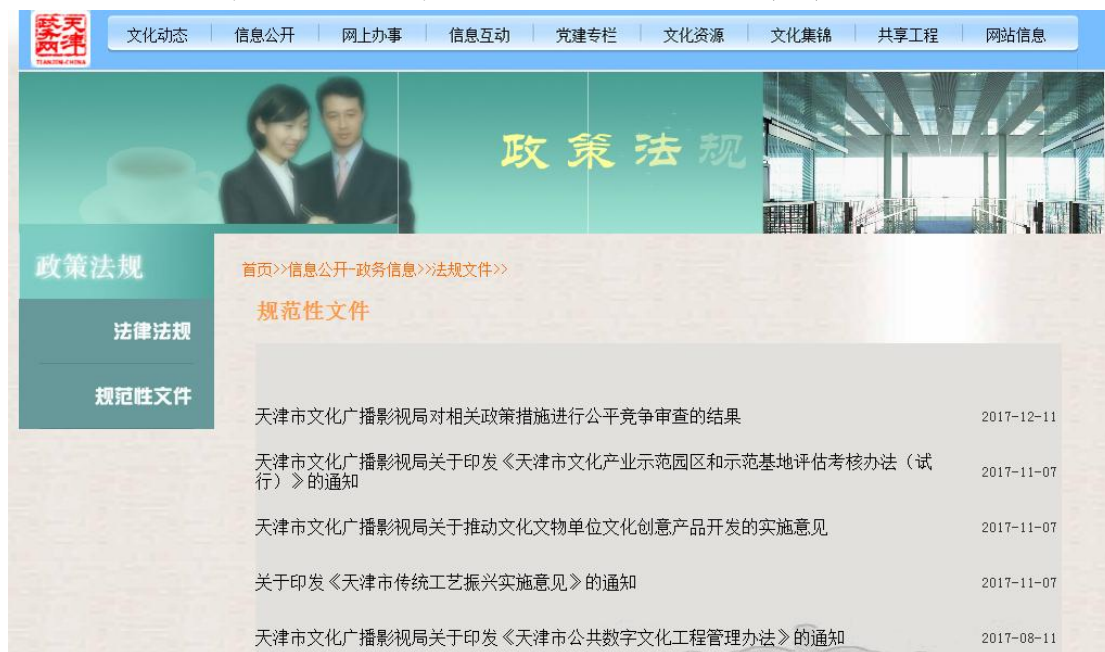 天津
政务网
TIANJIN-CHINA
文化动态
信息公开
网上办事
信息互动
党建专栏
文化资源
文化集锦
共享工程
网站信息
政策法规
政策法规
法律法规
规范性文件
首页>>信息公开-政务信息>>法规文件>>
规范性文件
天津市文化广播影视局对相关政策措施进行公平竞争审查的结果 2017-12-11
天津市文化广播影视局关于印发《天津市文化产业示范园区和示范基地评估考核办法（试
行）》的通知 2017-11-07
天津市文化广播影视局关于推动文化文物单位文化创意产品开发的实施意见 2017-11-07
关于印发《天津市传统工艺振兴实施意见》的通知 2017-11-07
天津市文化广播影视局关于印发《天津市公共数字文化工程管理办法》的通知 2017-08-11